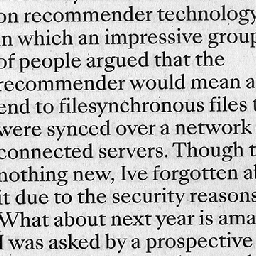 on recommender technology
in which an impressive group
of people argued that the
recommender would mean a
end to filesynchronous files t
were synced over a network
connected servers. Though t
nothing new, Ive forgotten a
it due to the security reasons
What about next year is ama
I was asked by a prospective